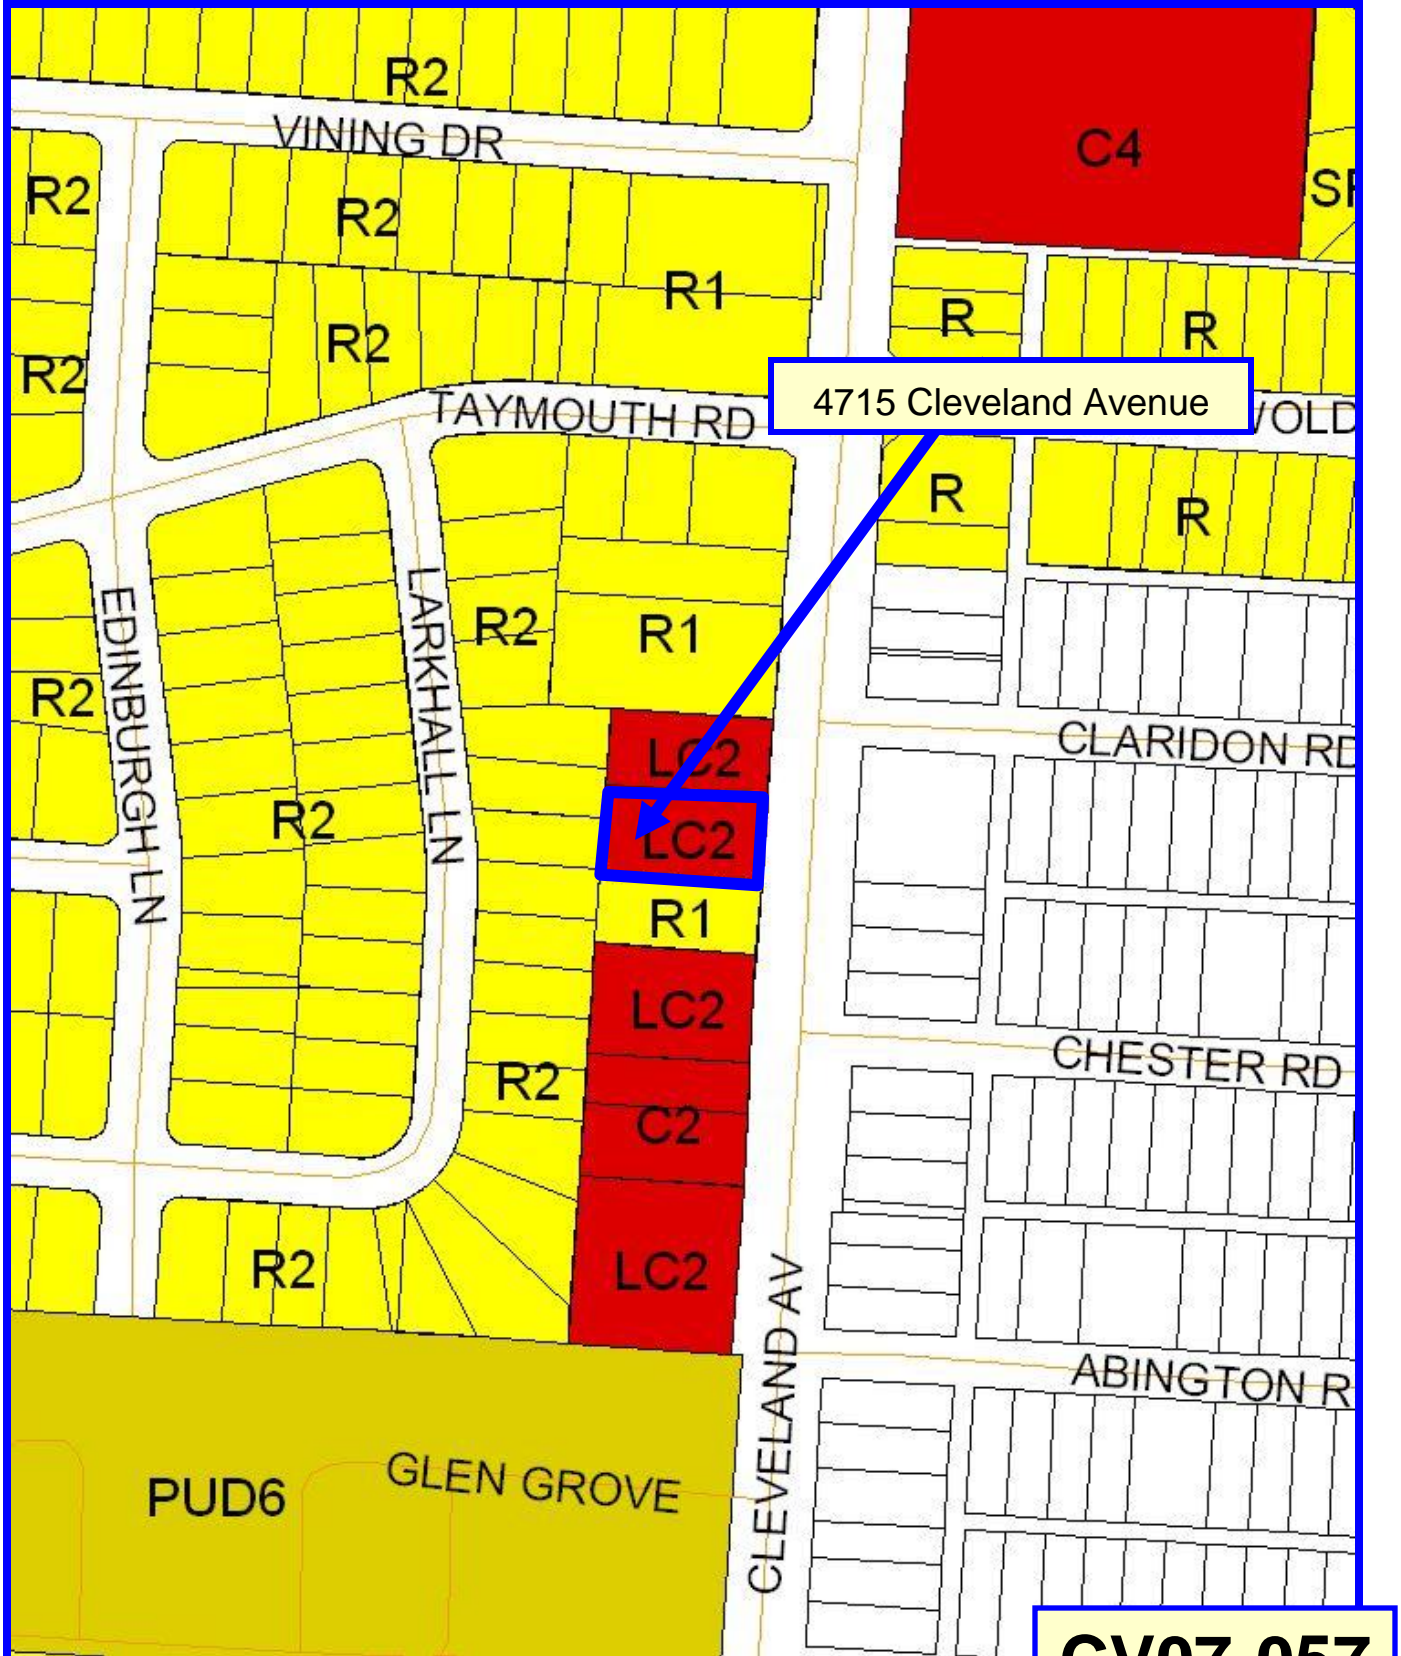 R2
VINING DR
C4
R2
R2
R1
R
R
R2
R2
4715 Cleveland Avenue
TAYMOUTH RD
R
R
EDINBURGH LN
LARKHALL LN
R2
R1
R2
CLARIDON RD
LC2
R2
LC2
R1
LC2
CHESTER RD
R2
C2
R2
LC2
CLEVELAND AV
ABINGTON R
PUD6
GLEN GROVE